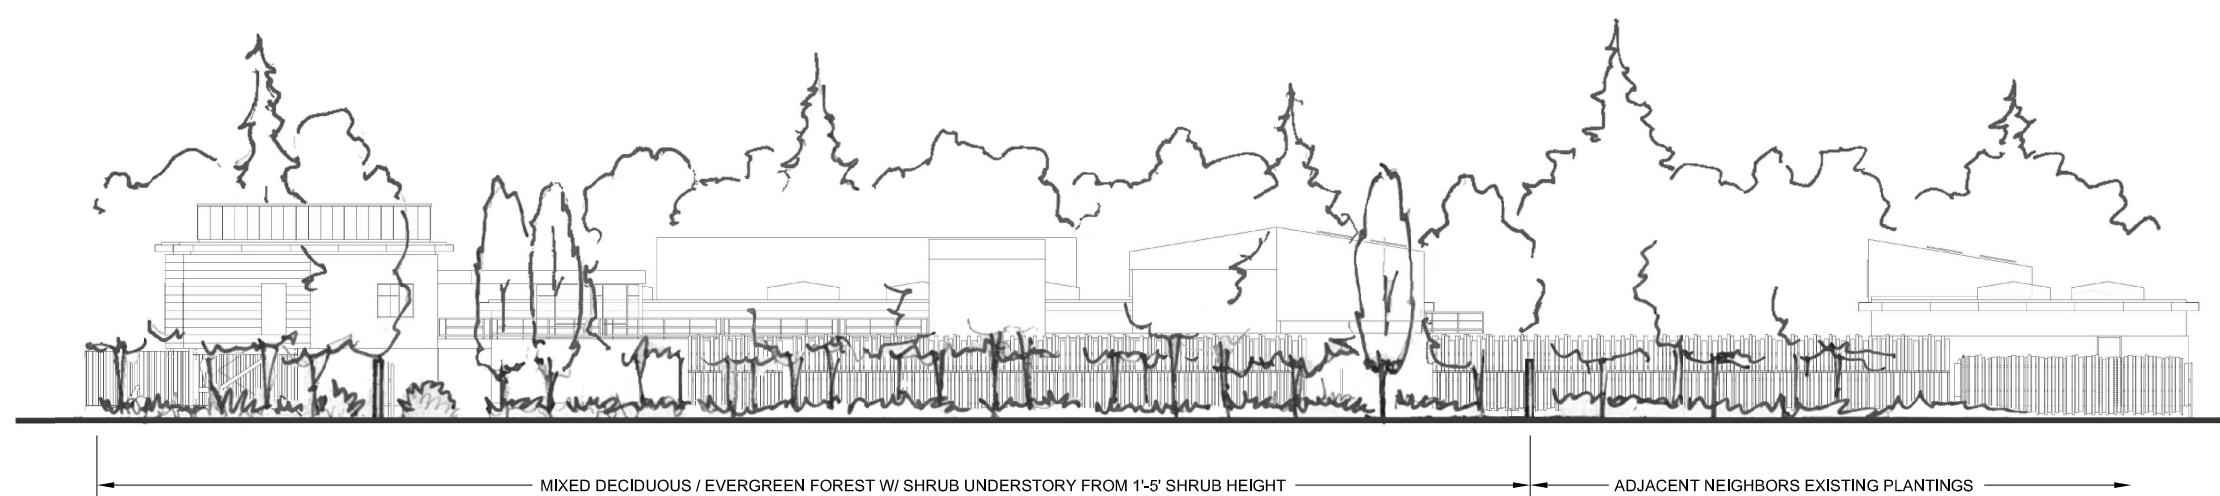 MIXED DECIDUOUS / EVERGREEN FOREST W/ SHRUB UNDERSTORY FROM 1'-5' SHRUB HEIGHT
ADJACENT NEIGHBORS EXISTING PLANTINGS